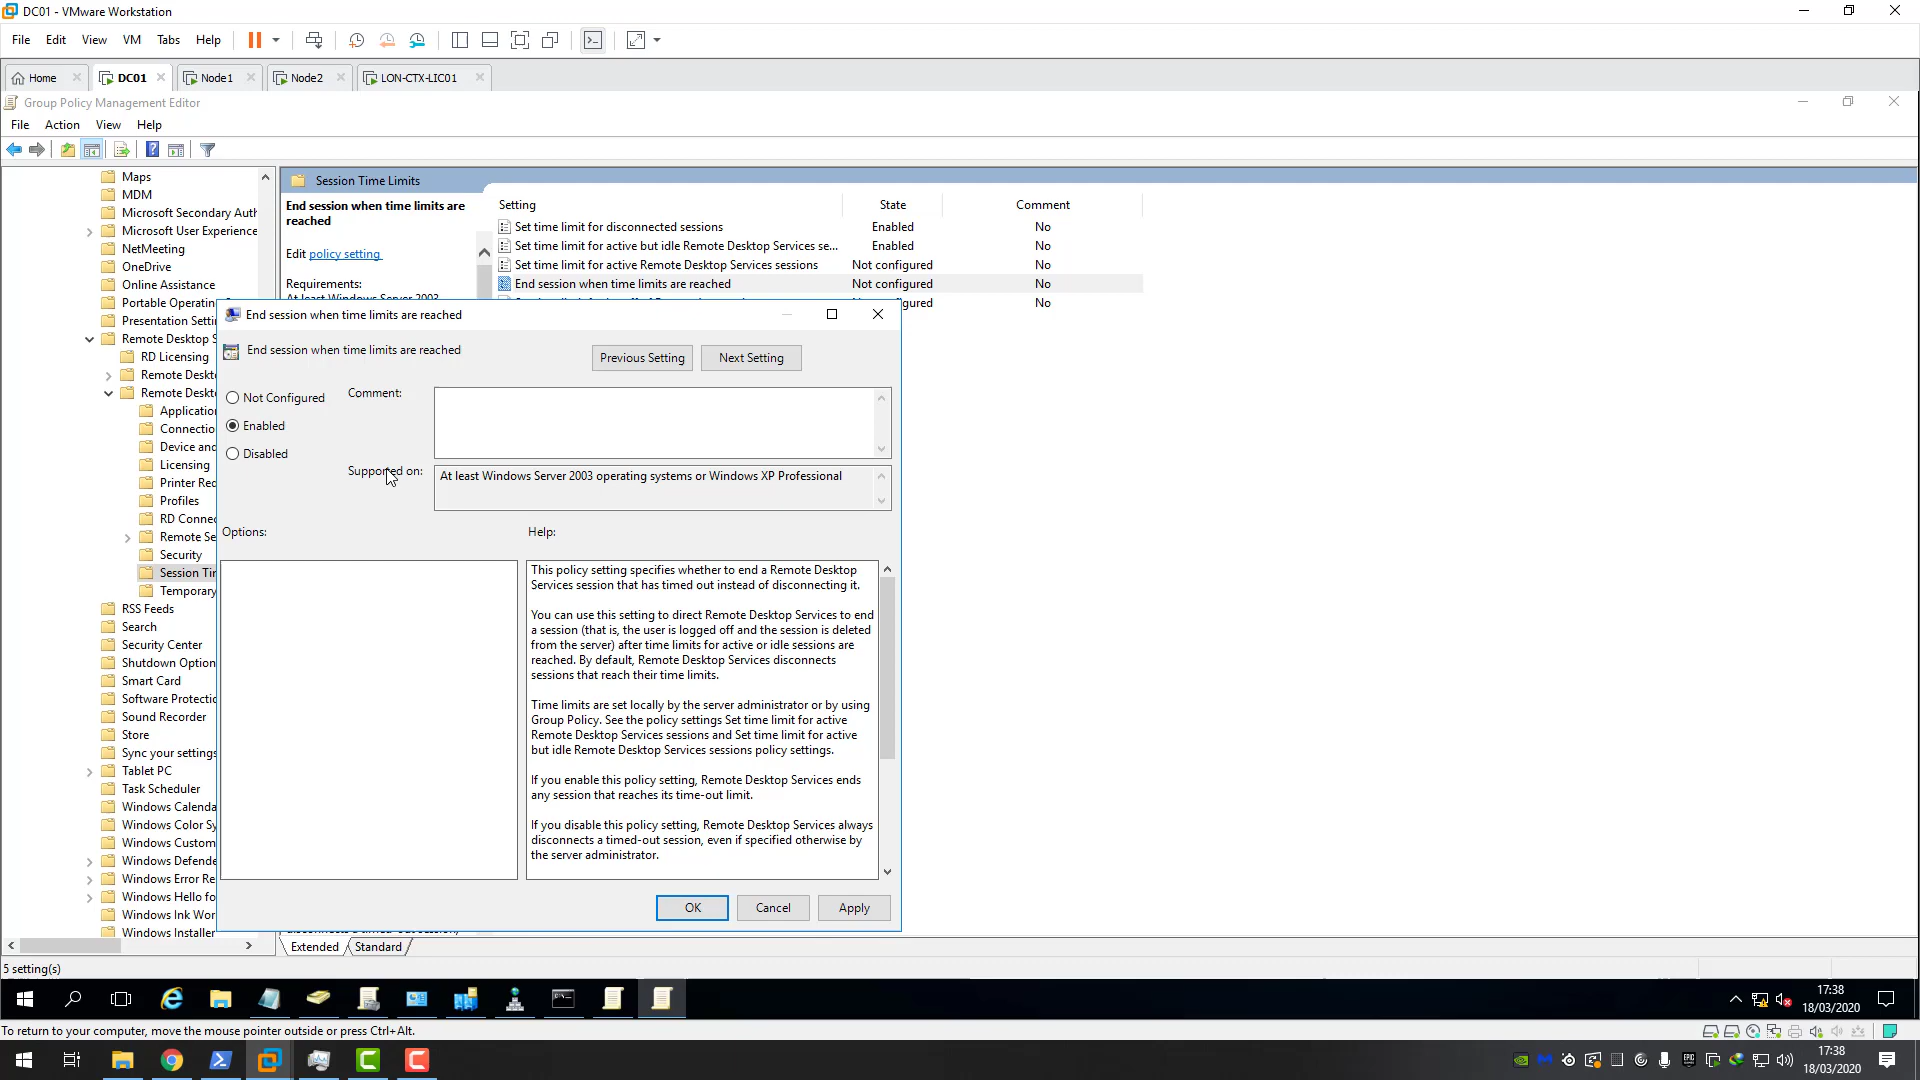 DC01 - VMware Workstation
File Edit View VM Tabs Help
Home DC01 Node1 Node2 LON-CTX-LIC01
Group Policy Management Editor
File Action View Help
Maps
MDM
Microsoft Secondary Auth
Microsoft User Experience
NetMeeting
OneDrive
Online Assistance
Portable Operatin
Presentation Setti
Remote Desktop S
RD Licensing
Remote Deskt
Remote Deskt
Application
Connectio
Device and
Licensing
Printer Red
Profiles
RD Connec
Remote Se
Security
Session Tim
Temporary
RSS Feeds
Search
Security Center
Shutdown Option
Smart Card
Software Protectio
Sound Recorder
Store
Sync your settings
Tablet PC
Task Scheduler
Windows Calenda
Windows Color Sy
Windows Custom
Windows Defende
Windows Error Re
Windows Hello fo
Windows Ink Wor
Windows Installer
Session Time Limits
End session when time limits are
reached
Edit policy setting
Requirements:
At least Windows Server 2003
Setting State Comment
Set time limit for disconnected sessions Enabled No
Set time limit for active but idle Remote Desktop Services se... Enabled No
Set time limit for active Remote Desktop Services sessions Not configured No
End session when time limits are reached Not configured No
figured No
End session when time limits are reached
End session when time limits are reached
Previous Setting Next Setting
Not Configured
Enabled
Disabled
Comment:
Supported on:
At least Windows Server 2003 operating systems or Windows XP Professional
Options:
Help:
This policy setting specifies whether to end a Remote Desktop
Services session that has timed out instead of disconnecting it.
You can use this setting to direct Remote Desktop Services to end
a session (that is, the user is logged off and the session is deleted
from the server) after time limits for active or idle sessions are
reached. By default, Remote Desktop Services disconnects
sessions that reach their time limits.
Time limits are set locally by the server administrator or by using
Group Policy. See the policy settings Set time limit for active
Remote Desktop Services sessions and Set time limit for active
but idle Remote Desktop Services sessions policy settings.
If you enable this policy setting, Remote Desktop Services ends
any session that reaches its time-out limit.
If you disable this policy setting, Remote Desktop Services always
disconnects a timed-out session, even if specified otherwise by
the server administrator.
OK Cancel Apply
Extended Standard
5 setting(s)
17:38
18/03/2020
To return to your computer, move the mouse pointer outside or press Ctrl+Alt.
17:38
18/03/2020